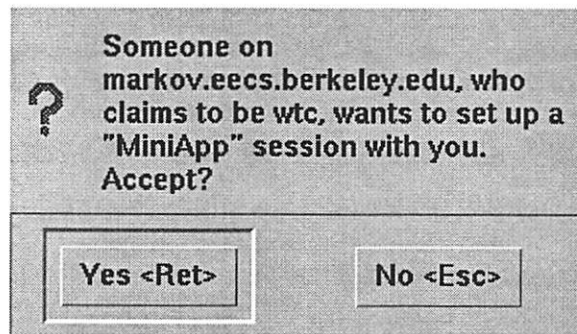 Someone on
markov.eecs.berkeley.edu, who
claims to be wtc, wants to set up a
"MiniApp" session with you.
Accept?
?
Yes <Ret>
No <Esc>